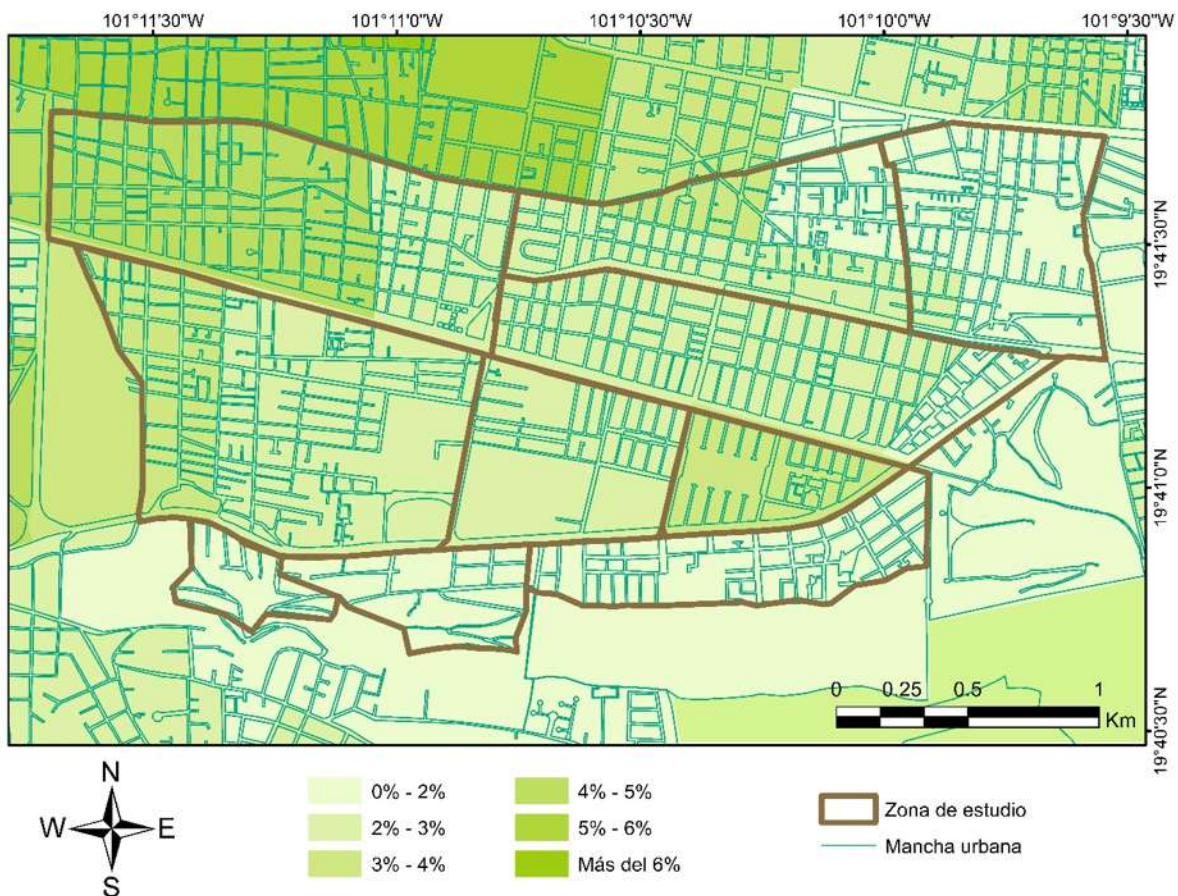 101°11'30"W 101°11'0"W 101°10'30"W 101°10'0"W 101°9'30"W
19°41'30"N
19°41'0"N
19°40'30"N
0 0.25 0.5 1
Km
N
W E
S
0% - 2%
2% - 3%
3% - 4%
4% - 5%
5% - 6%
Más del 6%
Zona de estudio
Mancha urbana